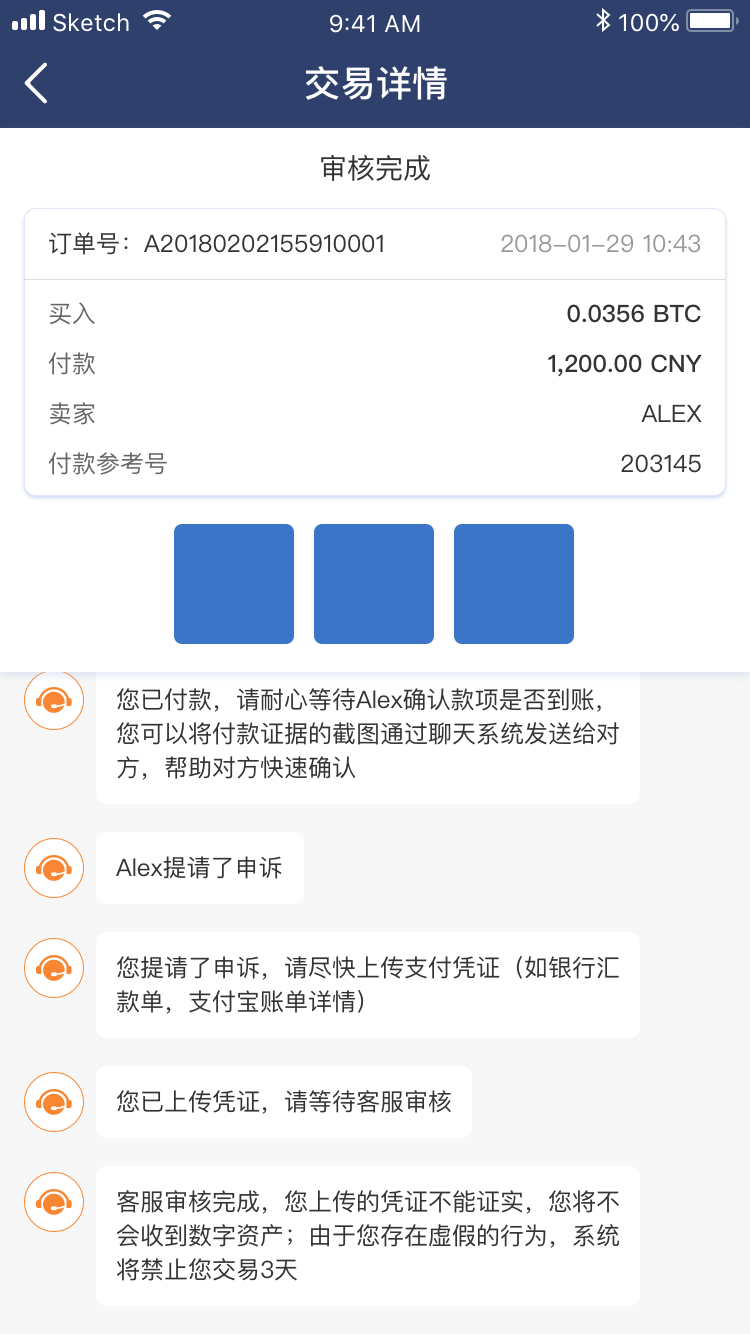 Sketch 9:41 AM 100%
交易详情
审核完成
订单号：A20180202155910001 2018-01-29 10:43
买入 0.0356 BTC
付款 1,200.00 CNY
卖家 ALEX
付款参考号 203145
您已付款，请耐心等待Alex确认款项是否到账，
您可以将付款证据的截图通过聊天系统发送给对
方，帮助对方快速确认
Alex提请了申诉
您提请了申诉，请尽快上传支付凭证（如银行汇
款单，支付宝账单详情）
您已上传凭证，请等待客服审核
客服审核完成，您上传的凭证不能证实，您将不
会收到数字资产；由于您存在虚假的行为，系统
将禁止您交易3天